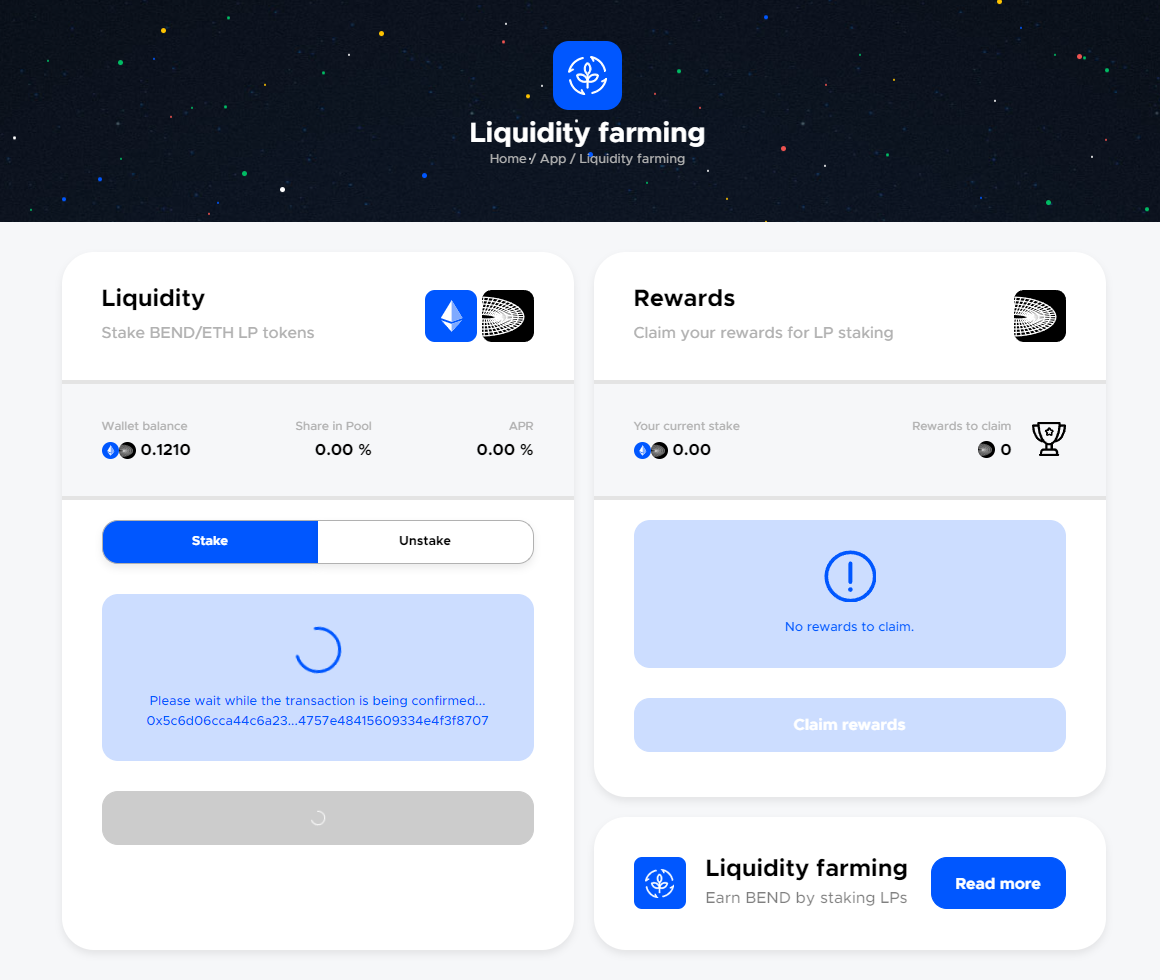 Liquidity farming
Home / App / Liquidity farming
Liquidity
Stake BEND/ETH LP tokens
Wallet balance
0.1210
Share in Pool
0.00 %
APR
0.00 %
Stake
Unstake
Please wait while the transaction is being confirmed...
0x5c6d06cca44c6a23...4757e48415609334e4f3f8707
Rewards
Claim your rewards for LP staking
Your current stake
0.00
Rewards to claim
0
No rewards to claim.
Claim rewards
Liquidity farming
Earn BEND by staking LPs
Read more